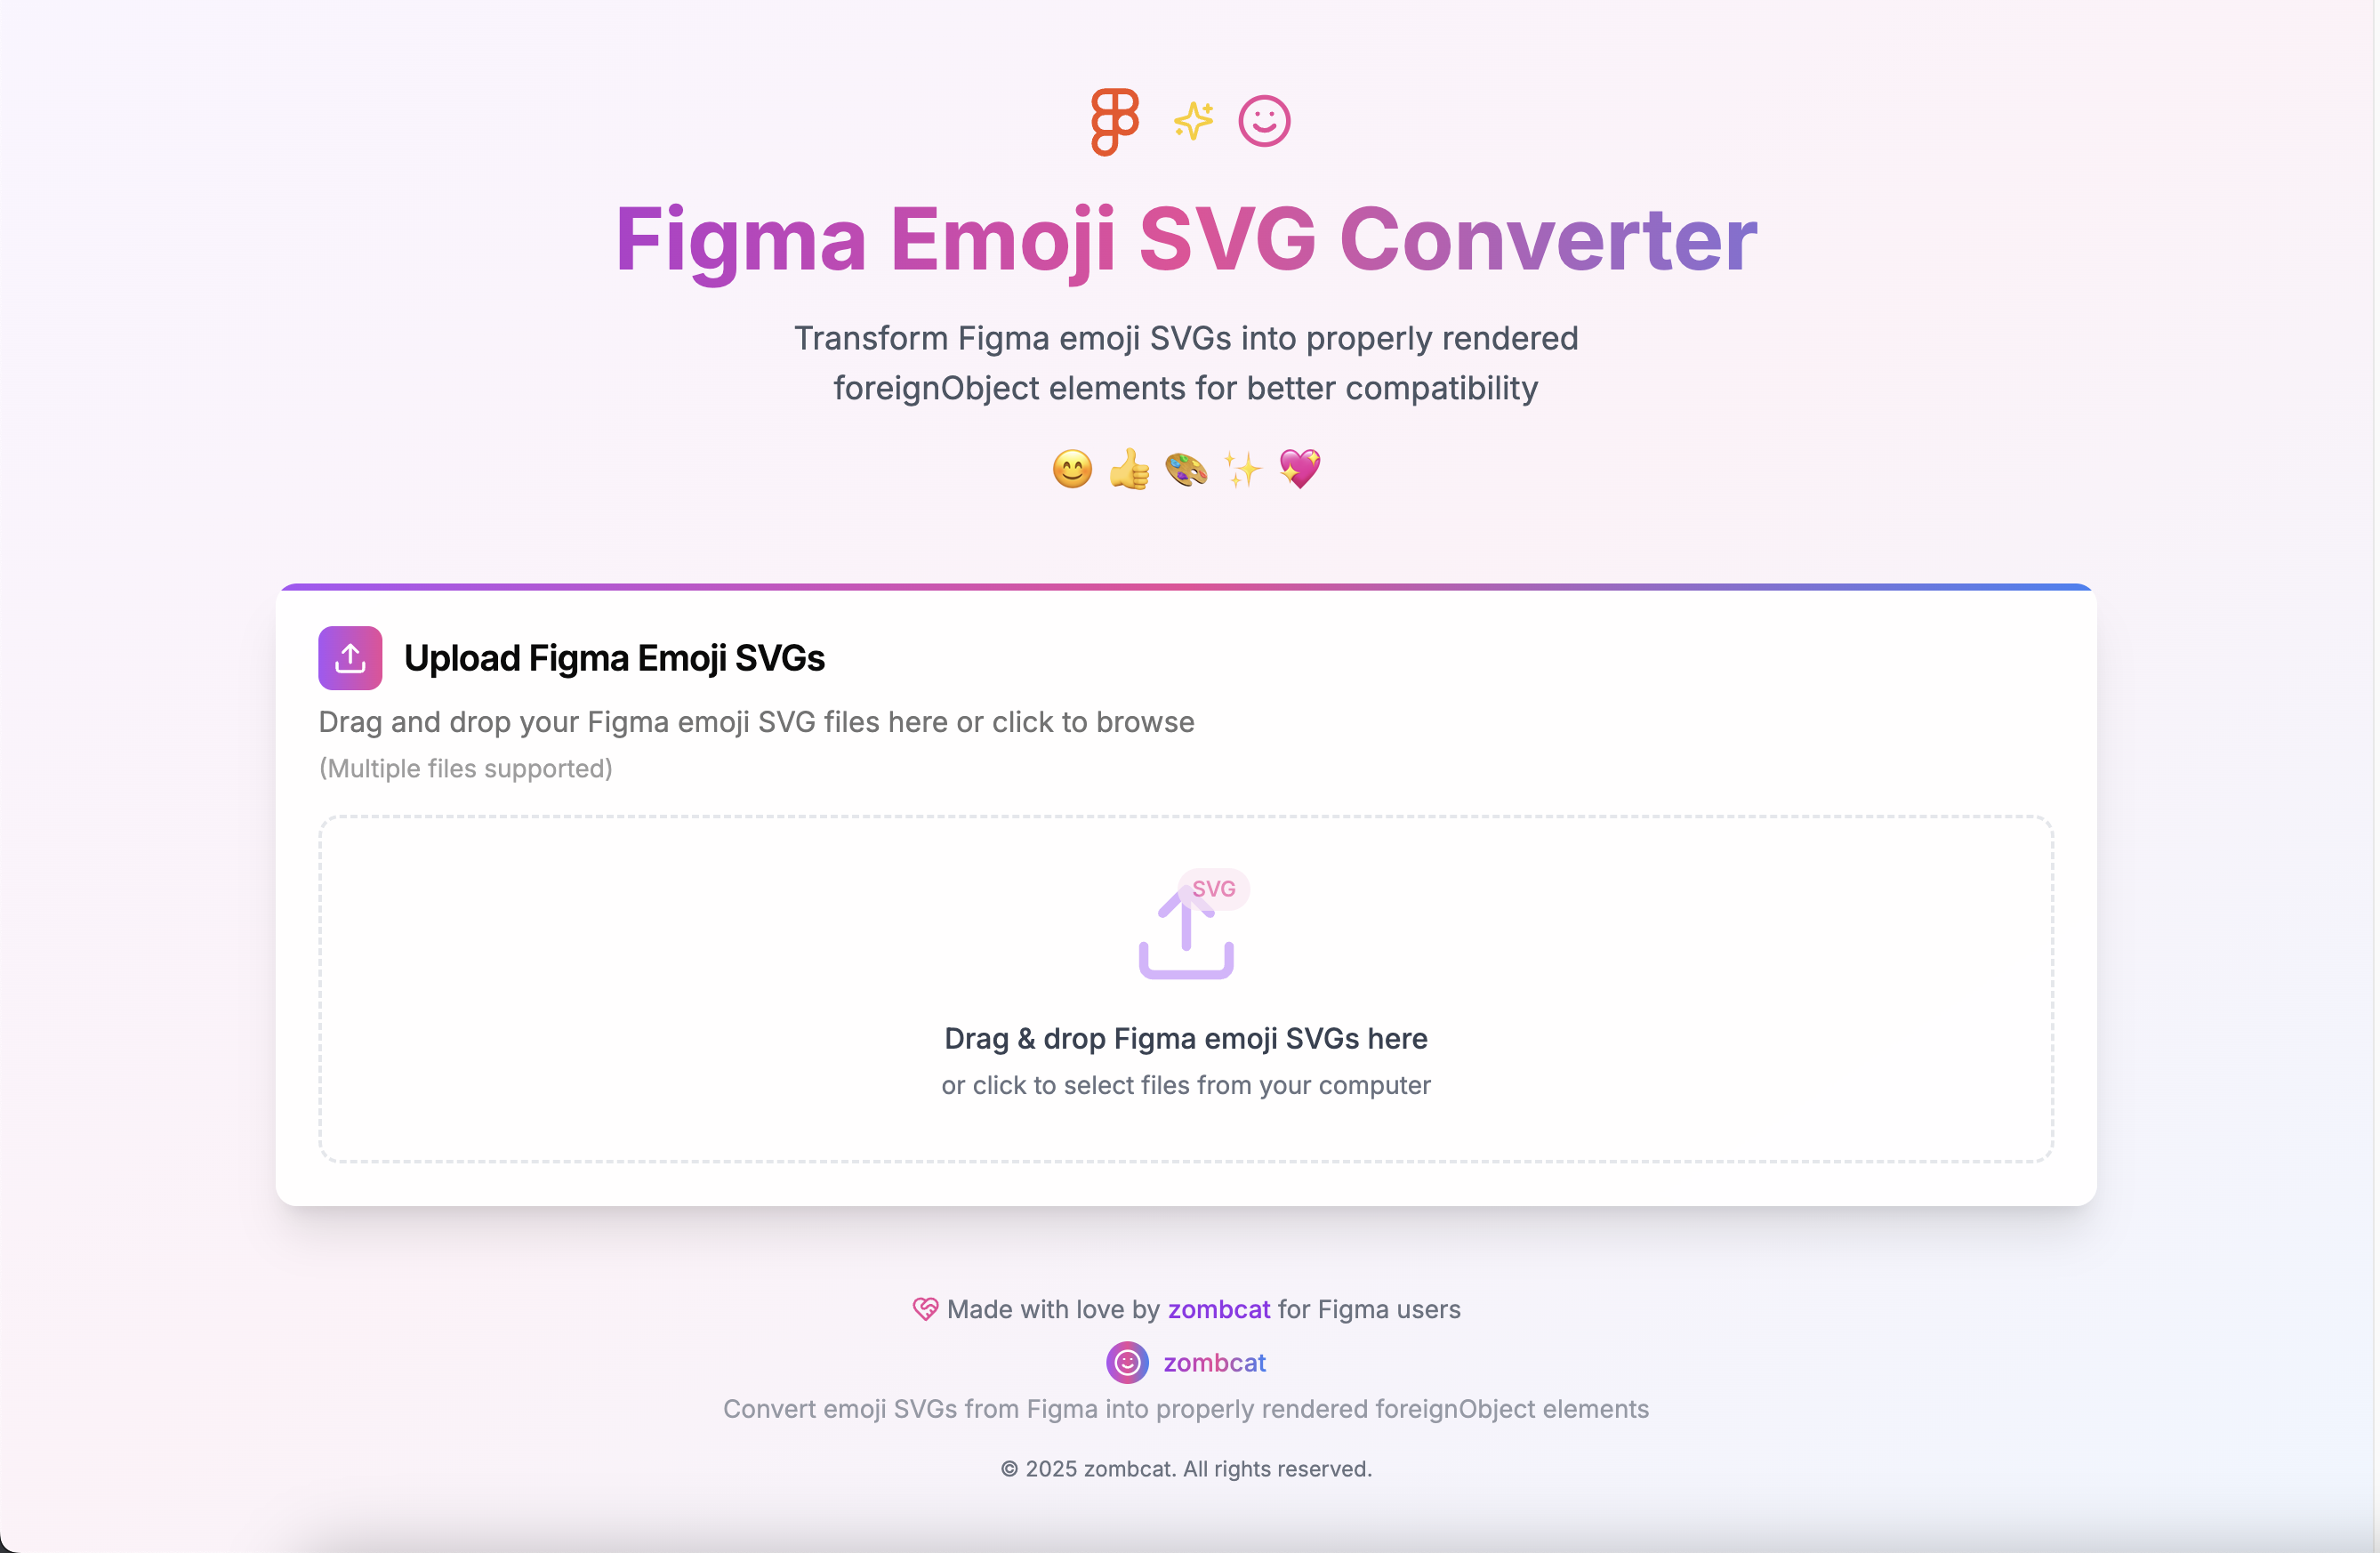 Figma Emoji SVG Converter
Transform Figma emoji SVGs into properly rendered
foreignObject elements for better compatibility
😊 👍 🎨 ✨ 💖
Upload Figma Emoji SVGs
Drag and drop your Figma emoji SVG files here or click to browse
(Multiple files supported)
SVG
Drag & drop Figma emoji SVGs here
or click to select files from your computer
Made with love by zombcat for Figma users
zombcat
Convert emoji SVGs from Figma into properly rendered foreignObject elements
© 2025 zombcat. All rights reserved.